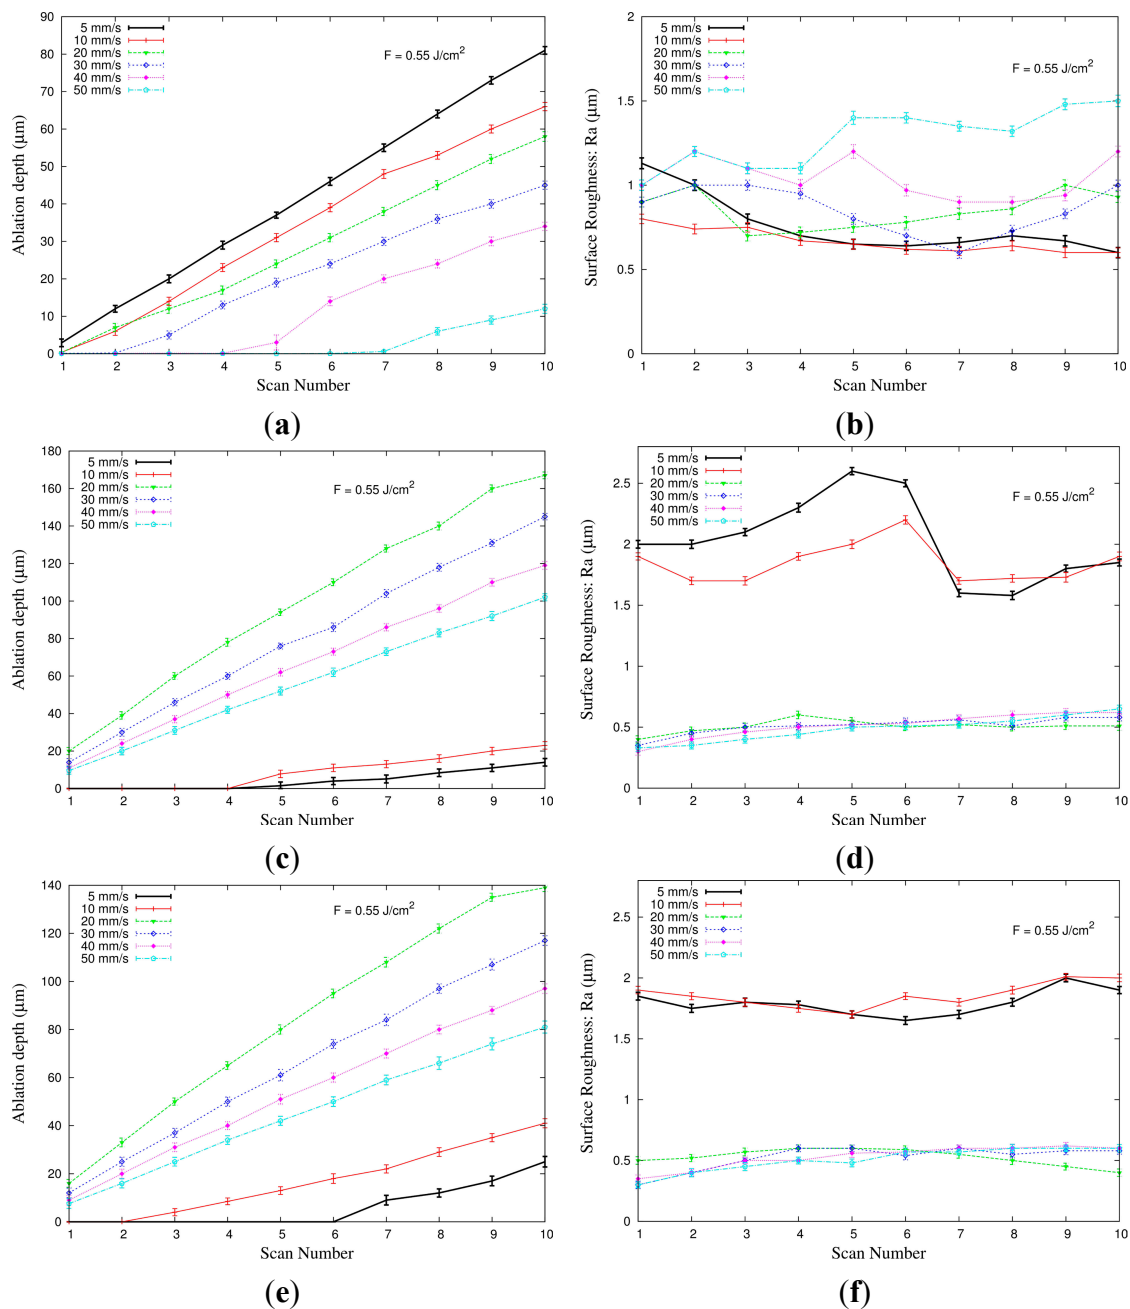 90
80
70
60
50
40
30
20
10
0
Ablation depth (μm)
5 mm/s
10 mm/s
20 mm/s
30 mm/s
40 mm/s
50 mm/s
F = 0.55 J/cm²
1 2 3 4 5 6 7 8 9 10
Scan Number
(a)
2
1.5
1
0.5
0
Surface Roughness: Ra (μm)
5 mm/s
10 mm/s
20 mm/s
30 mm/s
40 mm/s
50 mm/s
F = 0.55 J/cm²
1 2 3 4 5 6 7 8 9 10
Scan Number
(b)
180
160
140
120
100
80
60
40
20
0
Ablation depth (μm)
5 mm/s
10 mm/s
20 mm/s
30 mm/s
40 mm/s
50 mm/s
F = 0.55 J/cm²
1 2 3 4 5 6 7 8 9 10
Scan Number
(c)
2.5
2
1.5
1
0.5
0
Surface Roughness: Ra (μm)
5 mm/s
10 mm/s
20 mm/s
30 mm/s
40 mm/s
50 mm/s
F = 0.55 J/cm²
1 2 3 4 5 6 7 8 9 10
Scan Number
(d)
140
120
100
80
60
40
20
0
Ablation depth (μm)
5 mm/s
10 mm/s
20 mm/s
30 mm/s
40 mm/s
50 mm/s
F = 0.55 J/cm²
1 2 3 4 5 6 7 8 9 10
Scan Number
(e)
2.5
2
1.5
1
0.5
0
Surface Roughness: Ra (μm)
5 mm/s
10 mm/s
20 mm/s
30 mm/s
40 mm/s
50 mm/s
F = 0.55 J/cm²
1 2 3 4 5 6 7 8 9 10
Scan Number
(f)